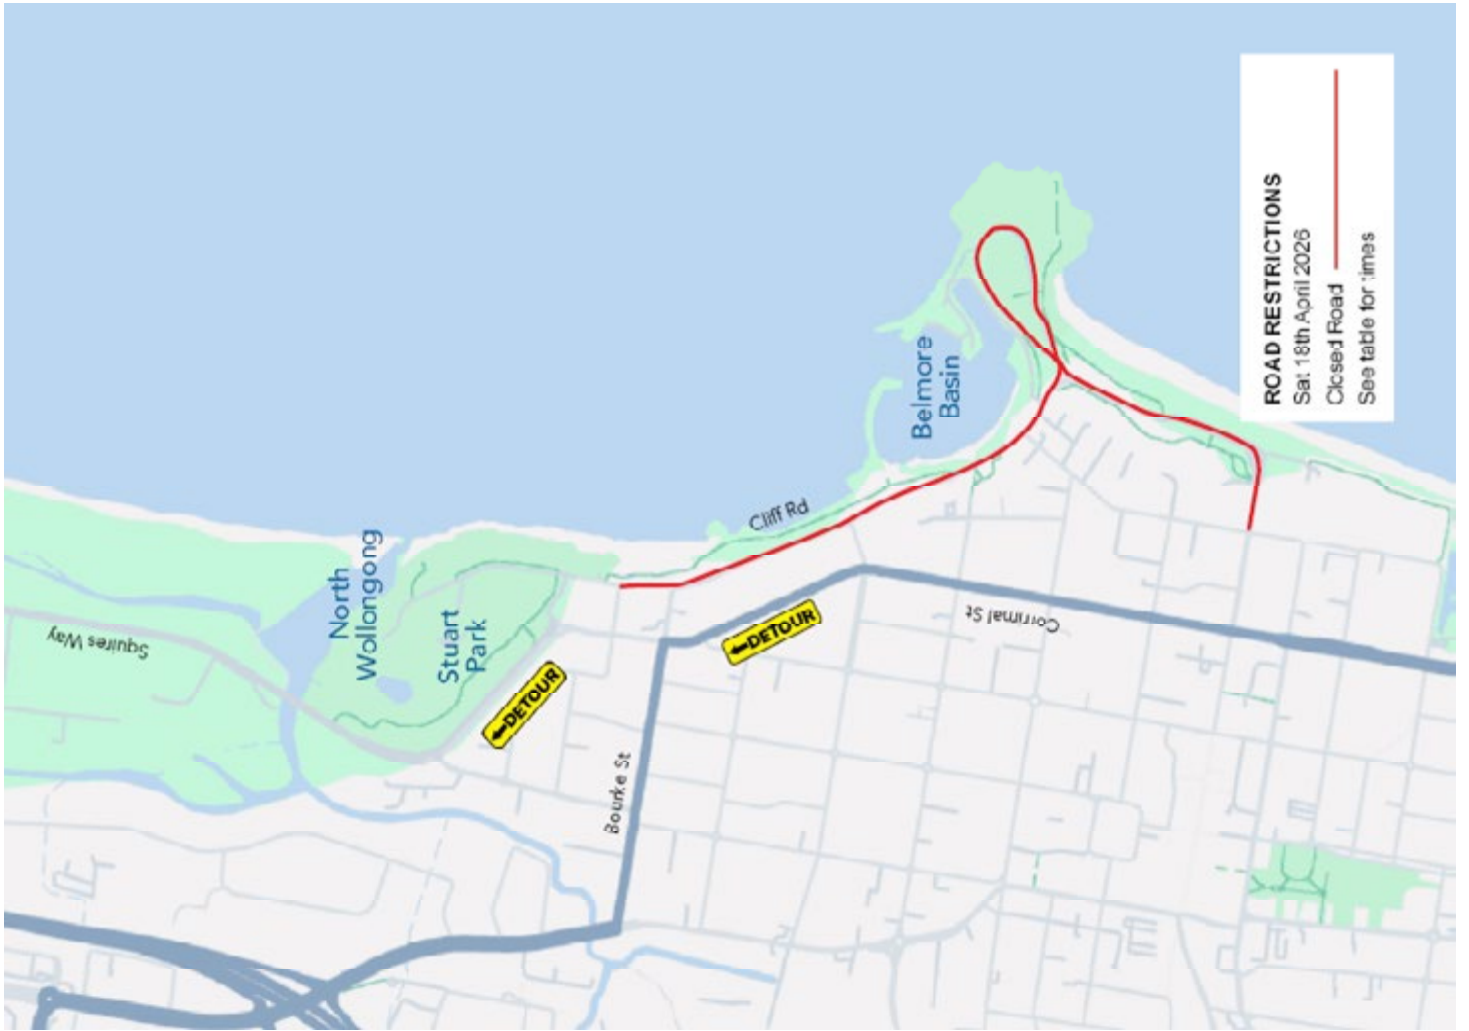 ROAD RESTRICTIONS
Sat 18th April 2026
Closed Road
See table for times
Belmore
Basin
Cliff Rd
North
Wollongong
Stuart
Park
Squires Way
Corrimal St
←DETOUR
←DETOUR
Bourke St